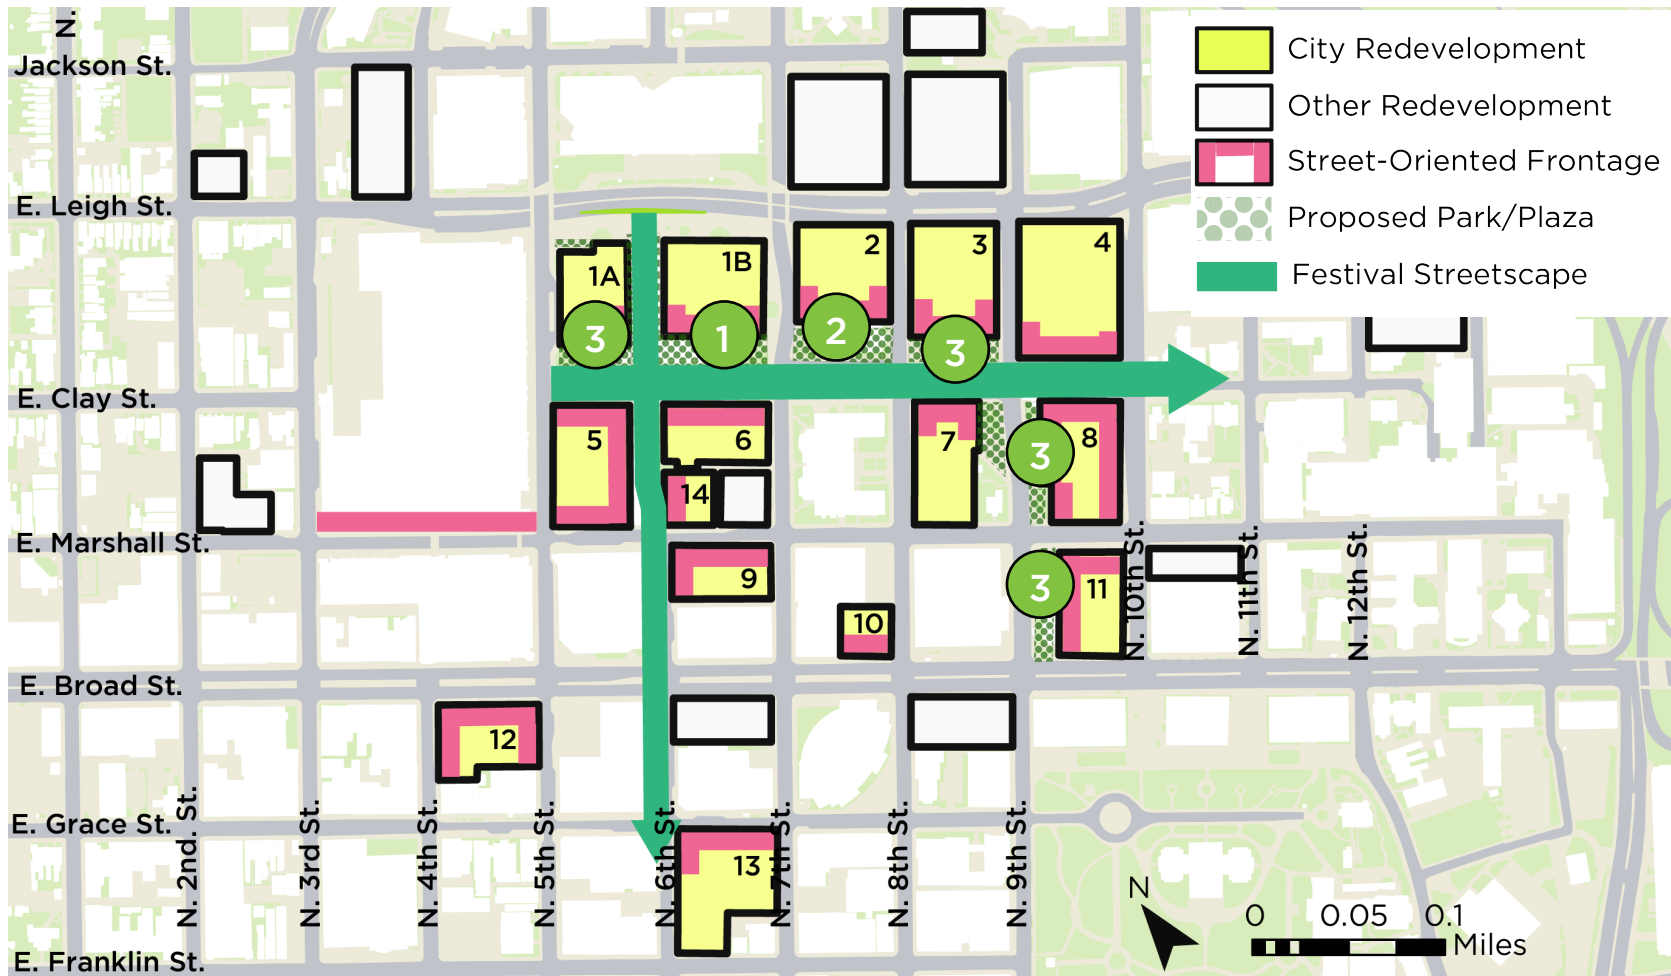 N.
Jackson St.
E. Leigh St.
E. Clay St.
E. Marshall St.
E. Broad St.
E. Grace St.
E. Franklin St.
City Redevelopment
Other Redevelopment
Street-Oriented Frontage
Proposed Park/Plaza
Festival Streetscape
1A
1B
2
3
4
3
1
2
3
5
6
7
3
8
14
9
10
3
11
12
13
N. 2nd. St.
N. 3rd St.
N. 4th St.
N. 5th St.
N. 6th St.
N. 7th St.
N. 8th St.
N. 9th St.
N. 10th St.
N. 11th St.
N. 12th St.
N
0 0.05 0.1
Miles